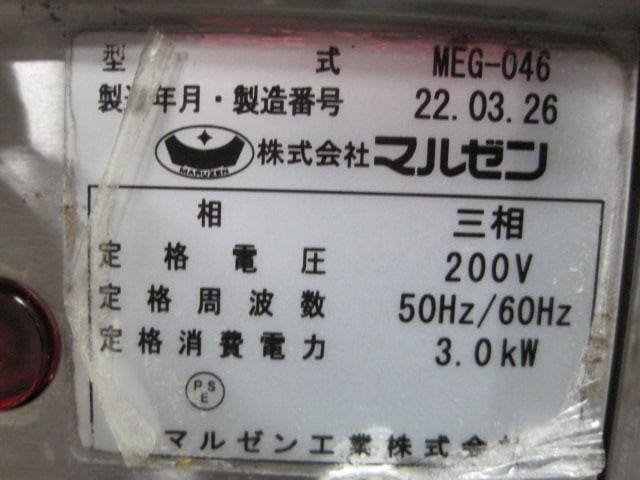 型式 MEG-046
製造年月・製造番号 22.03.26
MARUZEN 株式会社マルゼン
相 三相
定格電圧 200V
定格周波数 50Hz/60Hz
定格消費電力 3.0kW
PSE
マルゼン工業株式会社